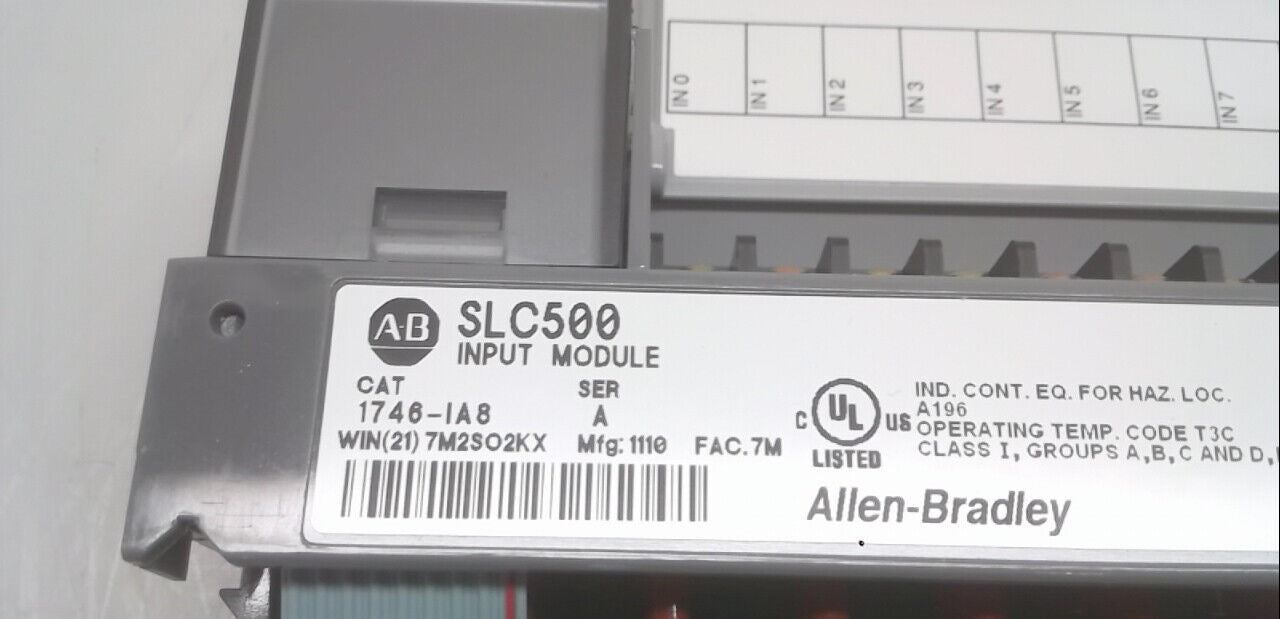 IN 0
IN 1
IN 2
IN 3
IN 4
IN 5
IN 6
IN 7
A-B
SLC500
INPUT MODULE
CAT SER
1746-IA8 A
WIN(21) 7M2SO2KX Mfg: 1110 FAC. 7M
C UL US
LISTED
IND. CONT. EQ. FOR HAZ. LOC.
A196
OPERATING TEMP. CODE T3C
CLASS I, GROUPS A,B,C AND D,
Allen-Bradley